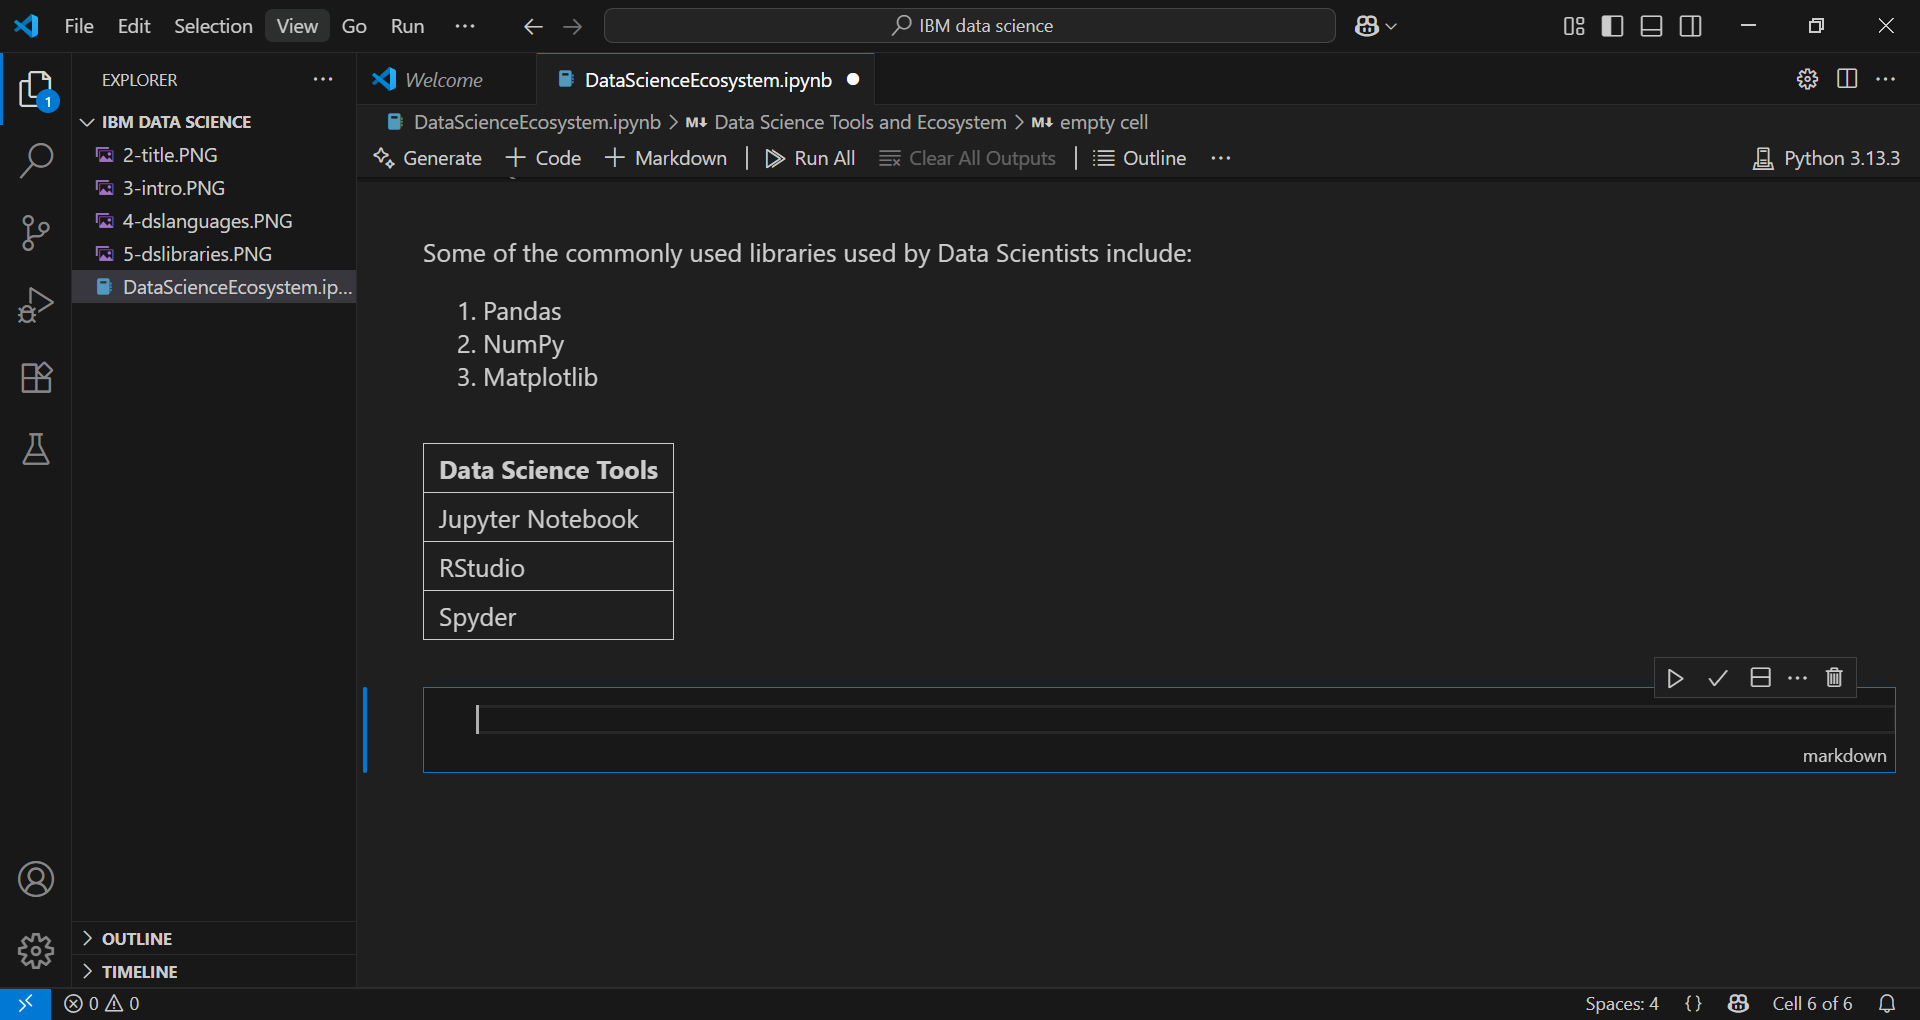 File Edit Selection View Go Run ··· IBM data science
EXPLORER ···
Welcome DataScienceEcosystem.ipynb
IBM DATA SCIENCE
2-title.PNG
3-intro.PNG
4-dslanguages.PNG
5-dslibraries.PNG
DataScienceEcosystem.ip...
DataScienceEcosystem.ipynb > M↓ Data Science Tools and Ecosystem > M↓ empty cell
Generate + Code + Markdown | Run All Clear All Outputs | Outline ··· Python 3.13.3
Some of the commonly used libraries used by Data Scientists include:
1. Pandas
2. NumPy
3. Matplotlib
Data Science Tools
Jupyter Notebook
RStudio
Spyder
markdown
1
OUTLINE
TIMELINE
0 0 Spaces: 4 {} Cell 6 of 6